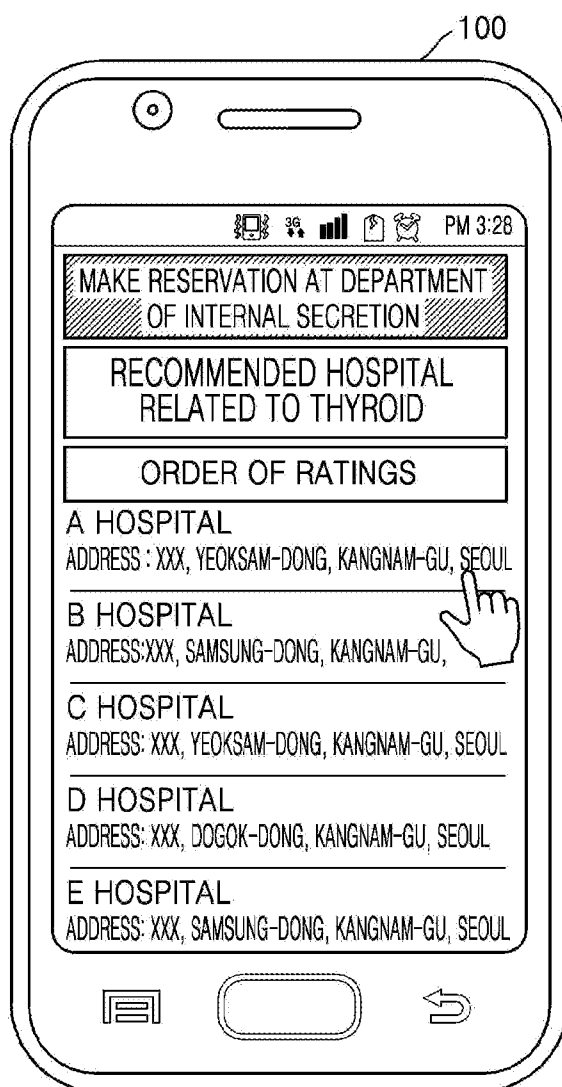 100
3G
PM 3:28
MAKE RESERVATION AT DEPARTMENT
OF INTERNAL SECRETION
RECOMMENDED HOSPITAL
RELATED TO THYROID
ORDER OF RATINGS
A HOSPITAL
ADDRESS : XXX, YEOKSAM-DONG, KANGNAM-GU, SEOUL
B HOSPITAL
ADDRESS:XXX, SAMSUNG-DONG, KANGNAM-GU,
C HOSPITAL
ADDRESS: XXX, YEOKSAM-DONG, KANGNAM-GU, SEOUL
D HOSPITAL
ADDRESS: XXX, DOGOK-DONG, KANGNAM-GU, SEOUL
E HOSPITAL
ADDRESS: XXX, SAMSUNG-DONG, KANGNAM-GU, SEOUL